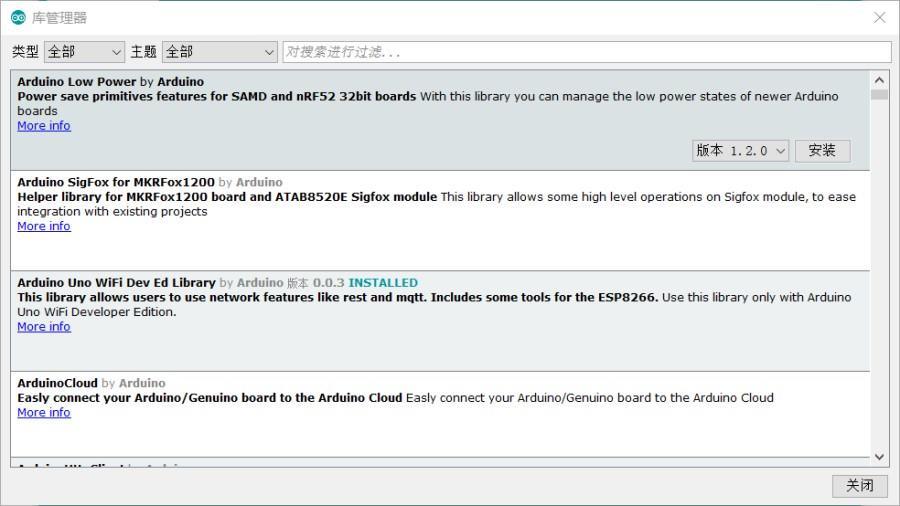 库管理器
类型 全部 主题 全部 对搜索进行过滤...
Arduino Low Power by Arduino
Power save primitives features for SAMD and nRF52 32bit boards With this library you can manage the low power states of newer Arduino
boards
More info
版本 1.2.0 安装
Arduino SigFox for MKRFox1200 by Arduino
Helper library for MKRFox1200 board and ATAB8520E Sigfox module This library allows some high level operations on Sigfox module, to ease
integration with existing projects
More info
Arduino Uno WiFi Dev Ed Library by Arduino 版本 0.0.3 INSTALLED
This library allows users to use network features like rest and mqtt. Includes some tools for the ESP8266. Use this library only with Arduino
Uno WiFi Developer Edition.
More info
ArduinoCloud by Arduino
Easly connect your Arduino/Genuino board to the Arduino Cloud Easly connect your Arduino/Genuino board to the Arduino Cloud
More info
关闭